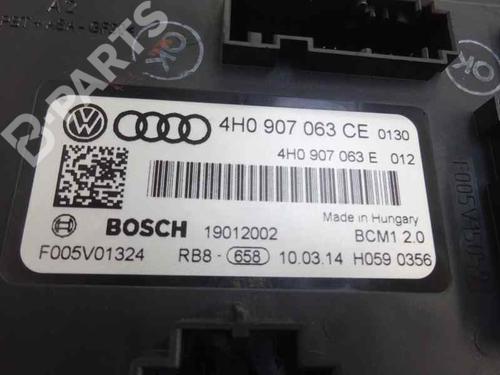 OK
OK
B-PARTS
4H0 907 063 CE 0130
4H0 907 063 E 012
Made in Hungary
BOSCH 19012002 BCM1 2.0
F005V01324 RB8- 658 10.03.14 H059 0356